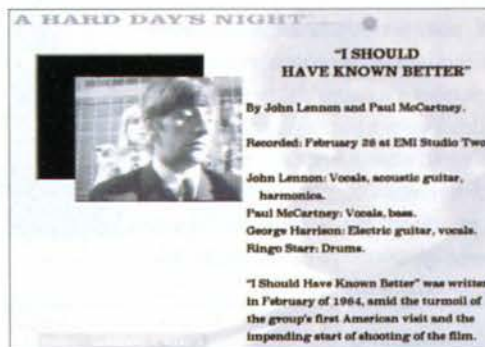 A HARD DAY'S NIGHT
"I SHOULD
HAVE KNOWN BETTER"
By John Lennon and Paul McCartney.
Recorded: February 26 at EMI Studio Two
John Lennon: Vocals, acoustic guitar,
harmonica.
Paul McCartney: Vocals, bass.
George Harrison: Electric guitar, vocals.
Ringo Starr: Drums.
"I Should Have Known Better" was written
in February of 1964, amid the turmoil of
the group's first American visit and the
impending start of shooting of the film.